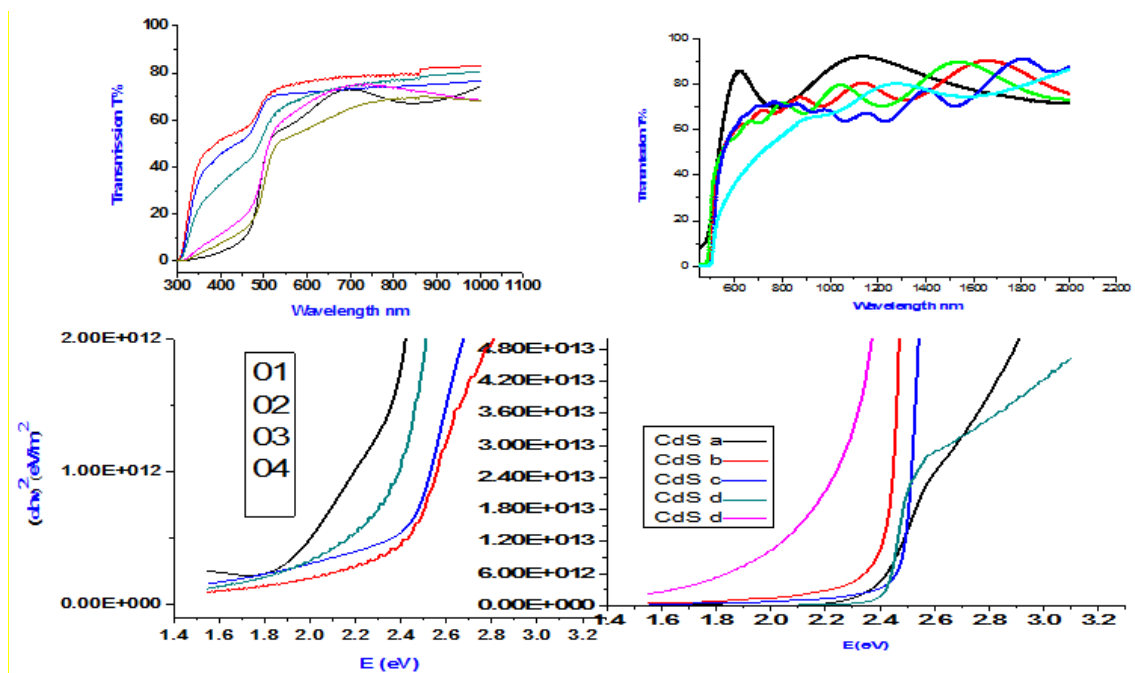 100
80
60
40
20
0
Transmission T%
300 400 500 600 700 800 900 1000 1100
Wavelength nm
100
80
60
40
20
0
Transmission T%
600 800 1000 1200 1400 1600 1800 2000 2200
Wavelength nm
2.00E+012
1.00E+012
0.00E+000
(αhν)² (eV/m)²
01
02
03
04
1.4 1.6 1.8 2.0 2.2 2.4 2.6 2.8 3.0 3.2
E (eV)
4.80E+013
4.20E+013
3.60E+013
3.00E+013
2.40E+013
1.80E+013
1.20E+013
6.00E+012
0.00E+000
CdS a
CdS b
CdS c
CdS d
CdS d
1.4 1.6 1.8 2.0 2.2 2.4 2.6 2.8 3.0 3.2
E(eV)